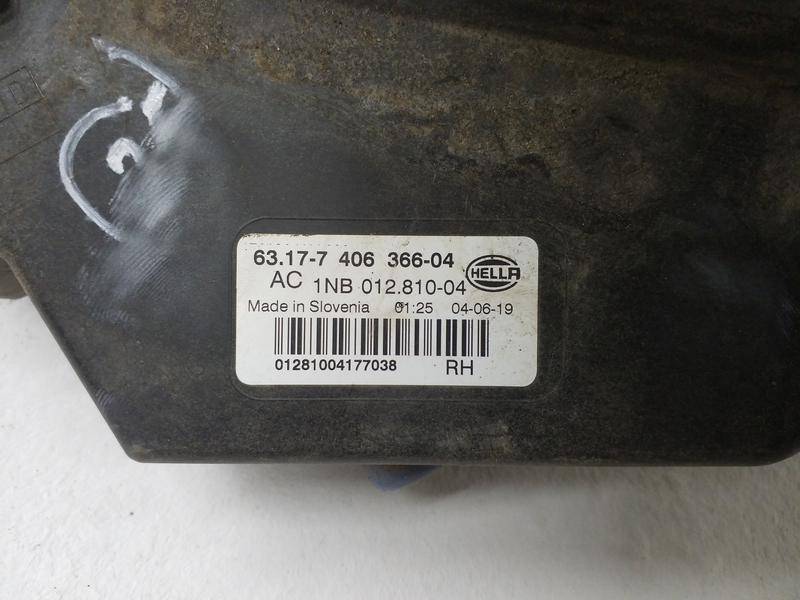 63.17-7 406 366-04
HELLA
AC 1NB 012.810-04
Made in Slovenia 01:25 04-06-19
01281004177038 RH